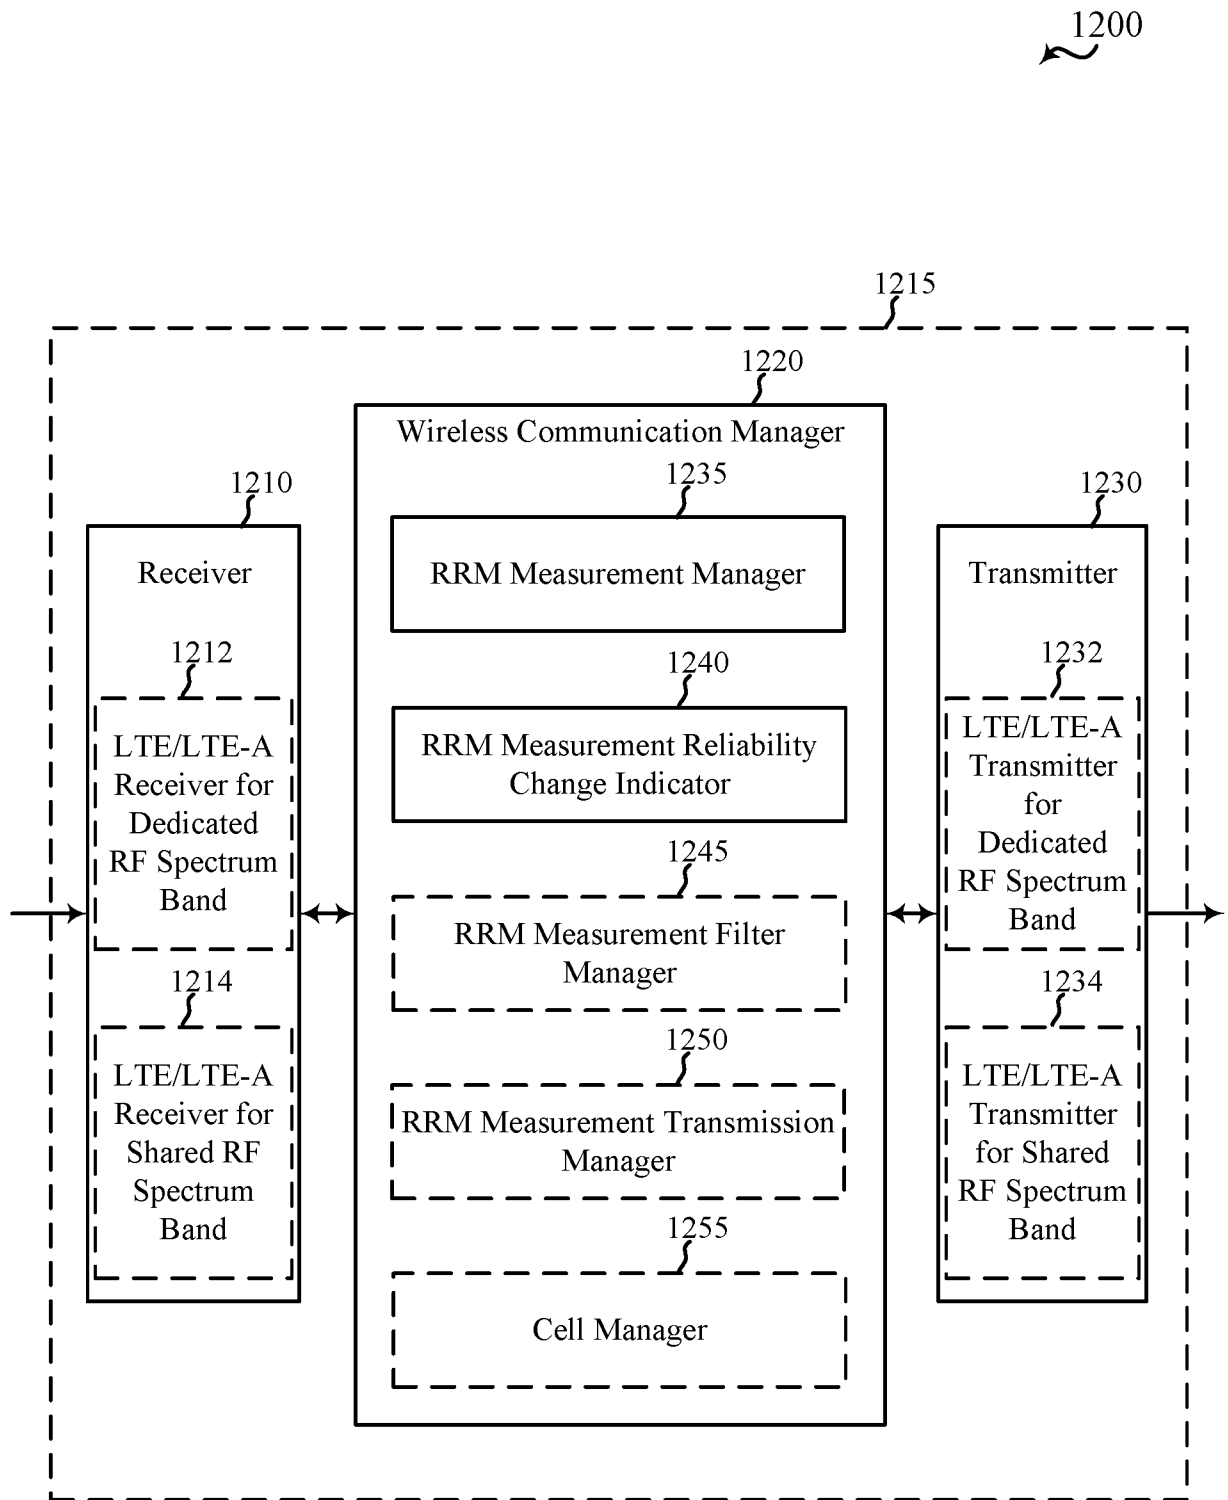 1200
1215
1220
Wireless Communication Manager
1210
Receiver
1212
LTE/LTE-A
Receiver for
Dedicated
RF Spectrum
Band
1214
LTE/LTE-A
Receiver for
Shared RF
Spectrum
Band
1235
RRM Measurement Manager
1240
RRM Measurement Reliability
Change Indicator
1245
RRM Measurement Filter
Manager
1250
RRM Measurement Transmission
Manager
1255
Cell Manager
1230
Transmitter
1232
LTE/LTE-A
Transmitter
for
Dedicated
RF Spectrum
Band
1234
LTE/LTE-A
Transmitter
for Shared
RF Spectrum
Band